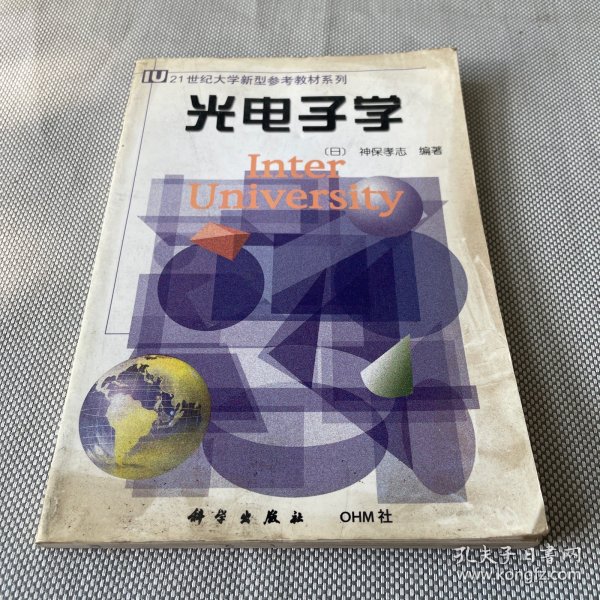 IU 21世纪大学新型参考教材系列
光电子学
〔日〕 神保孝志 编著
Inter
University
科学出版社 OHM社
孔夫子旧书网
www.kongfz.com